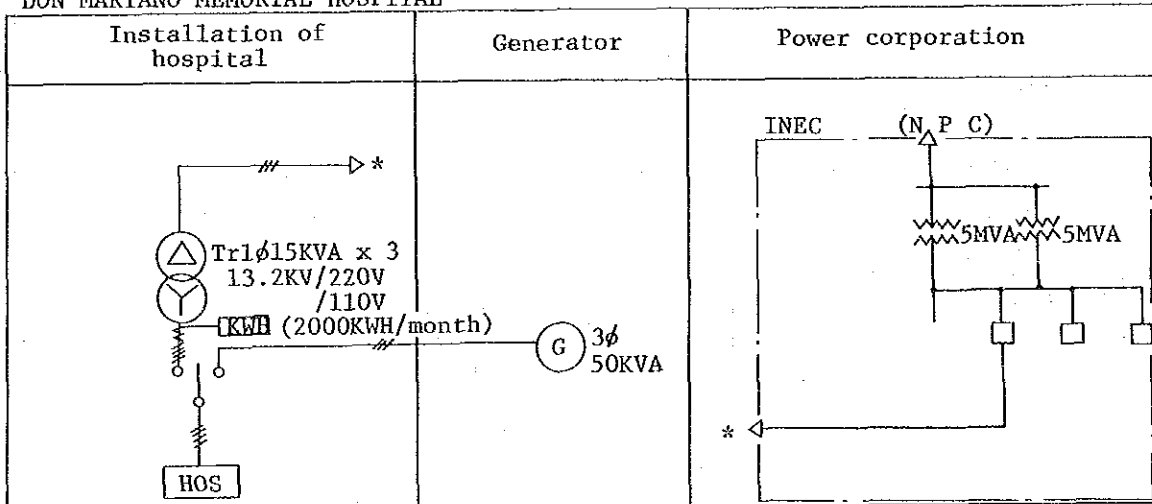 DON MARIANO MEMORIAL HOSPITAL
Installation of
hospital
Generator
Power corporation
INEC
(N P C)
*
Tr1ϕ15KVA x 3
13.2KV/220V
/110V
KWH (2000KWH/month)
G
3ϕ
50KVA
HOS
5MVA
5MVA
*